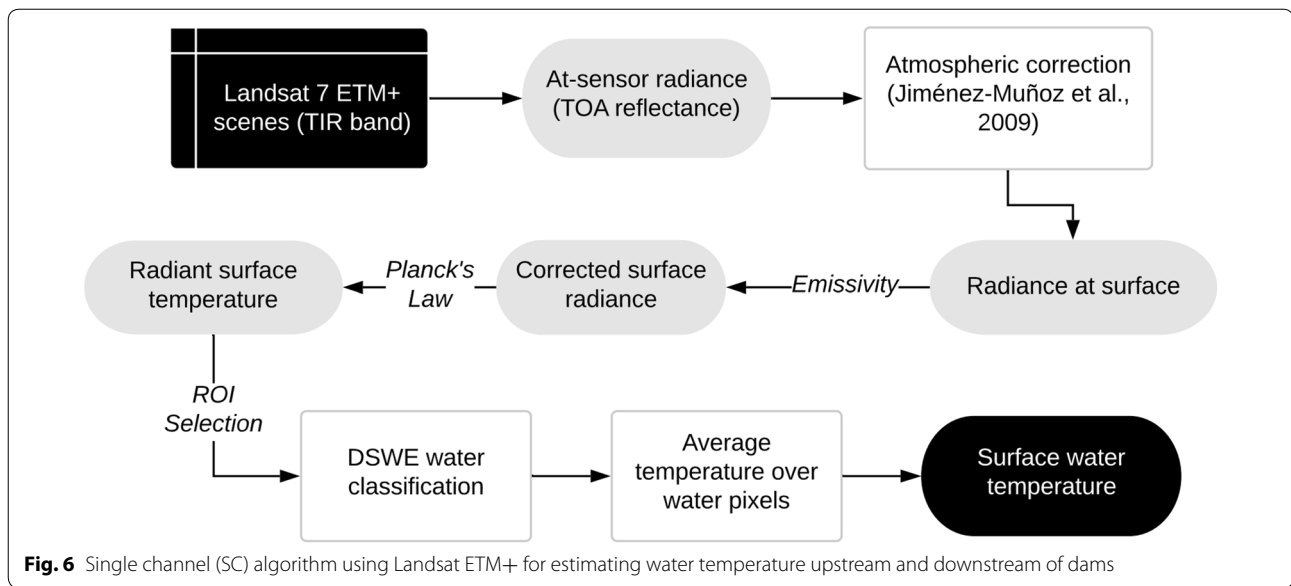 Landsat 7 ETM+
scenes (TIR band)
At-sensor radiance
(TOA reflectance)
Atmospheric correction
(Jiménez-Muñoz et al.,
2009)
Radiance at surface
Emissivity
Corrected surface
radiance
Planck's
Law
Radiant surface
temperature
ROI
Selection
DSWE water
classification
Average
temperature over
water pixels
Surface water
temperature
Fig. 6 Single channel (SC) algorithm using Landsat ETM+ for estimating water temperature upstream and downstream of dams